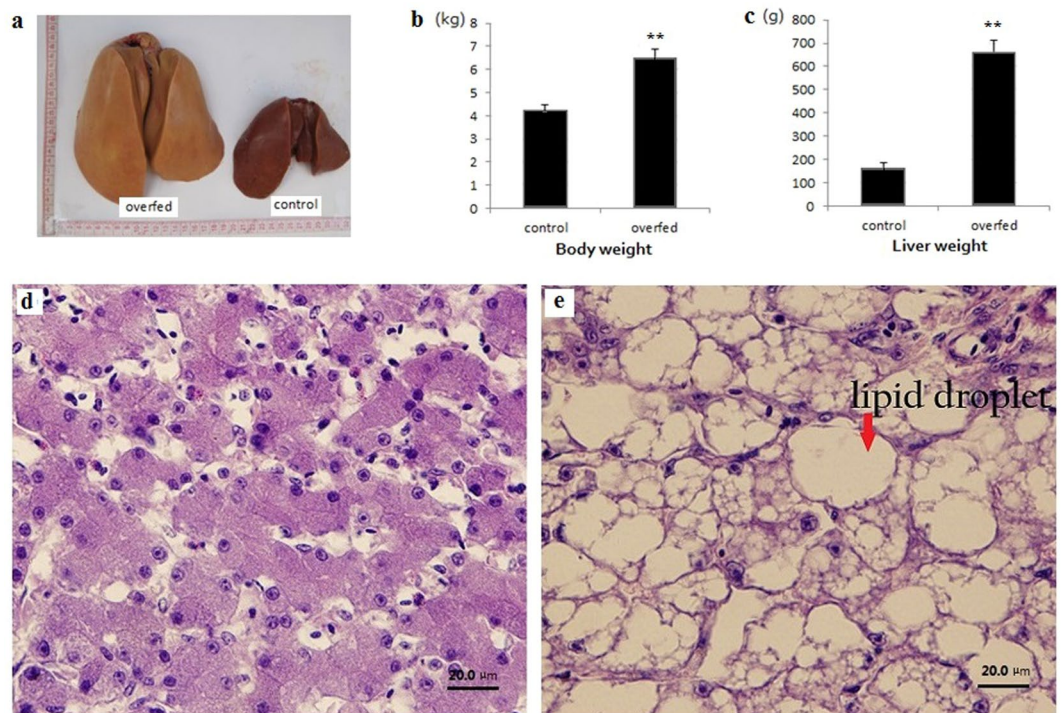 a
overfed
control
b
(kg)
8
7
6
5
4
3
2
1
0
**
control
overfed
Body weight
c
(g)
800
700
600
500
400
300
200
100
0
**
control
overfed
Liver weight
d
20.0 µm
e
lipid droplet
20.0 µm